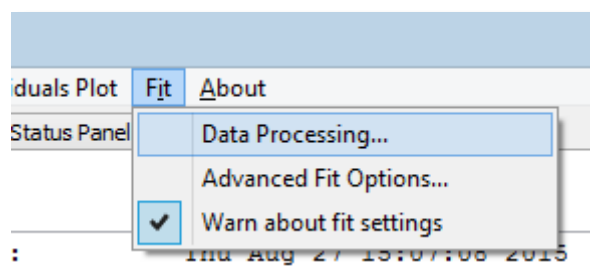 iduals Plot Fit About
Status Panel
Data Processing...
Advanced Fit Options...
Warn about fit settings
: Thu Aug 27 15:07:08 2015